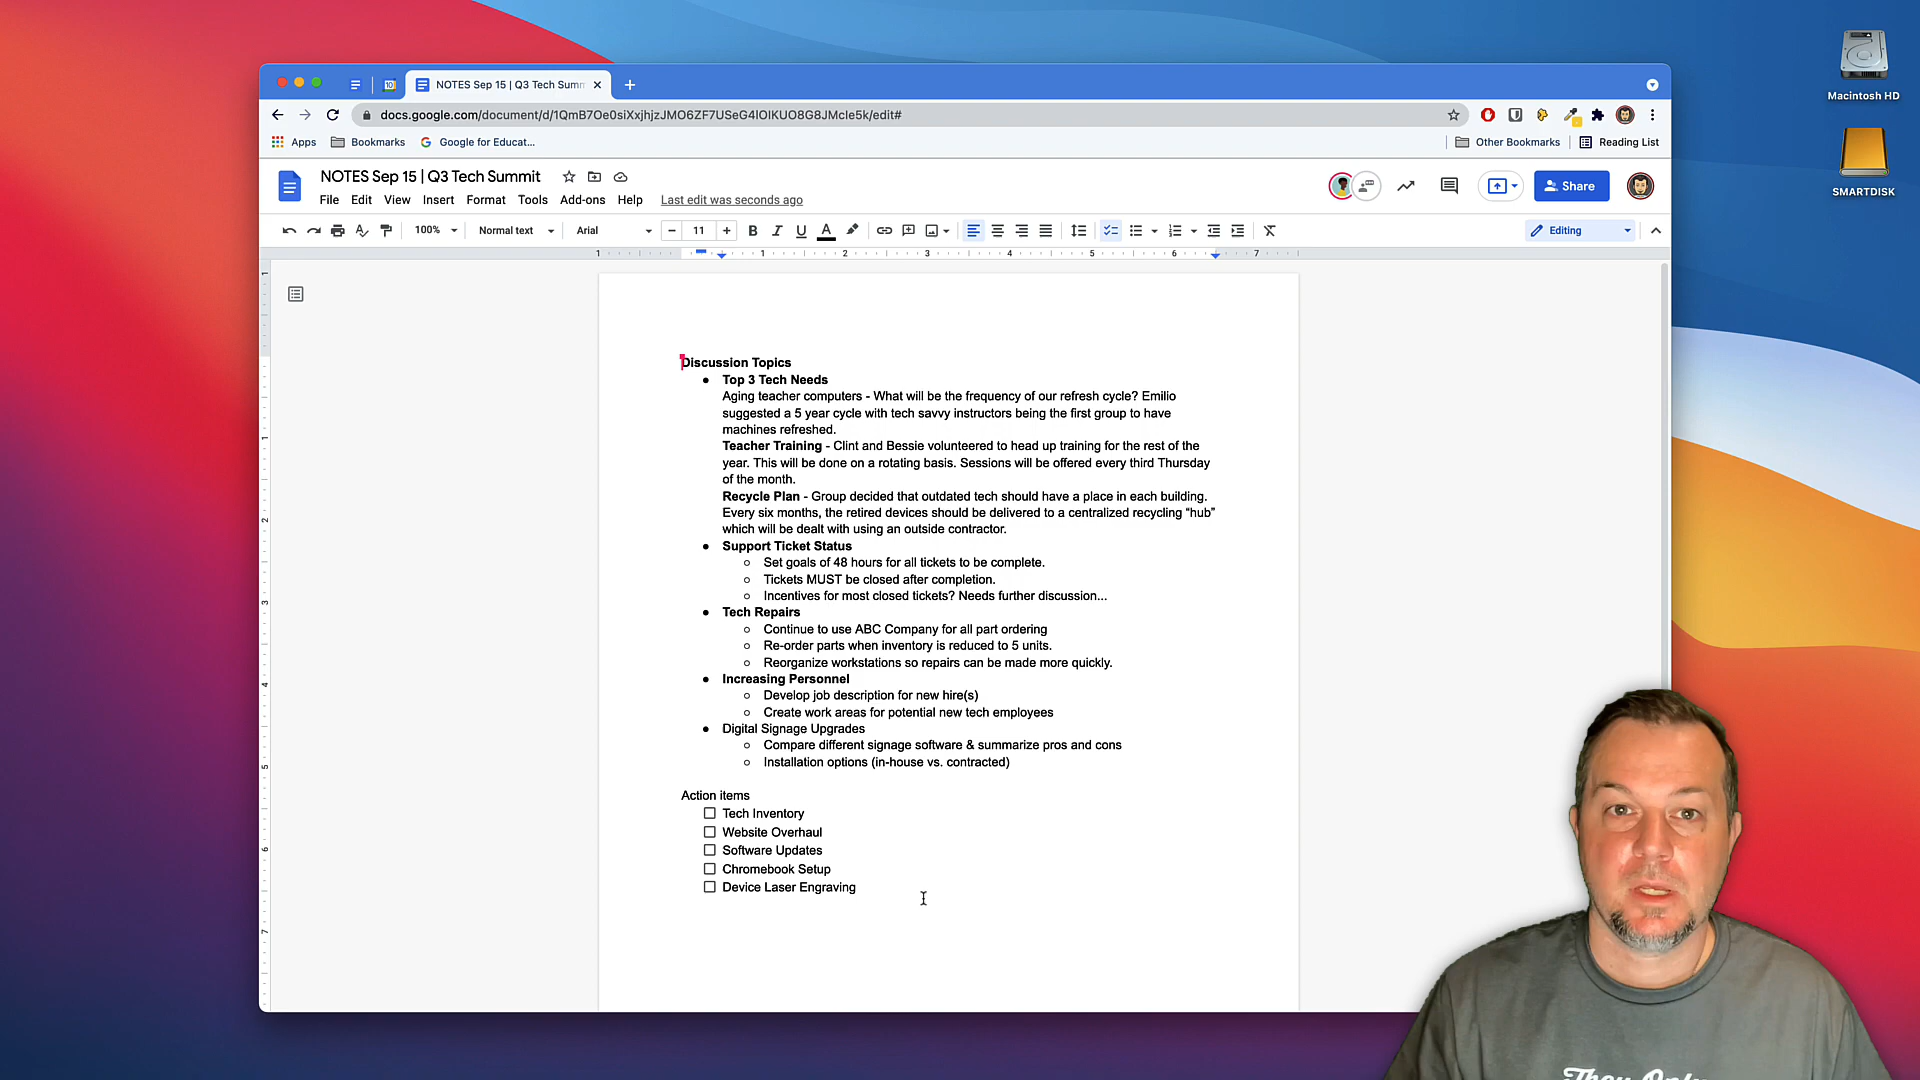 Macintosh HD
SMARTDISK
NOTES Sep 15 | Q3 Tech Summ
docs.google.com/document/d/1QmB7Oe0siXxjhjzJMO6ZF7USeG4lOIKUO8G8JMcIe5k/edit#
Apps Bookmarks Google for Educat... Other Bookmarks Reading List
NOTES Sep 15 | Q3 Tech Summit
File Edit View Insert Format Tools Add-ons Help Last edit was seconds ago
Share
100% Normal text Arial 11 B I U A Editing
1 1 2 3 4 5 6 7
Discussion Topics
● Top 3 Tech Needs
Aging teacher computers - What will be the frequency of our refresh cycle? Emilio
suggested a 5 year cycle with tech savvy instructors being the first group to have
machines refreshed.
Teacher Training - Clint and Bessie volunteered to head up training for the rest of the
year. This will be done on a rotating basis. Sessions will be offered every third Thursday
of the month.
Recycle Plan - Group decided that outdated tech should have a place in each building.
Every six months, the retired devices should be delivered to a centralized recycling “hub”
which will be dealt with using an outside contractor.
● Support Ticket Status
○ Set goals of 48 hours for all tickets to be complete.
○ Tickets MUST be closed after completion.
○ Incentives for most closed tickets? Needs further discussion...
● Tech Repairs
○ Continue to use ABC Company for all part ordering
○ Re-order parts when inventory is reduced to 5 units.
○ Reorganize workstations so repairs can be made more quickly.
● Increasing Personnel
○ Develop job description for new hire(s)
○ Create work areas for potential new tech employees
● Digital Signage Upgrades
○ Compare different signage software & summarize pros and cons
○ Installation options (in-house vs. contracted)
Action items
☐ Tech Inventory
☐ Website Overhaul
☐ Software Updates
☐ Chromebook Setup
☐ Device Laser Engraving
They Only